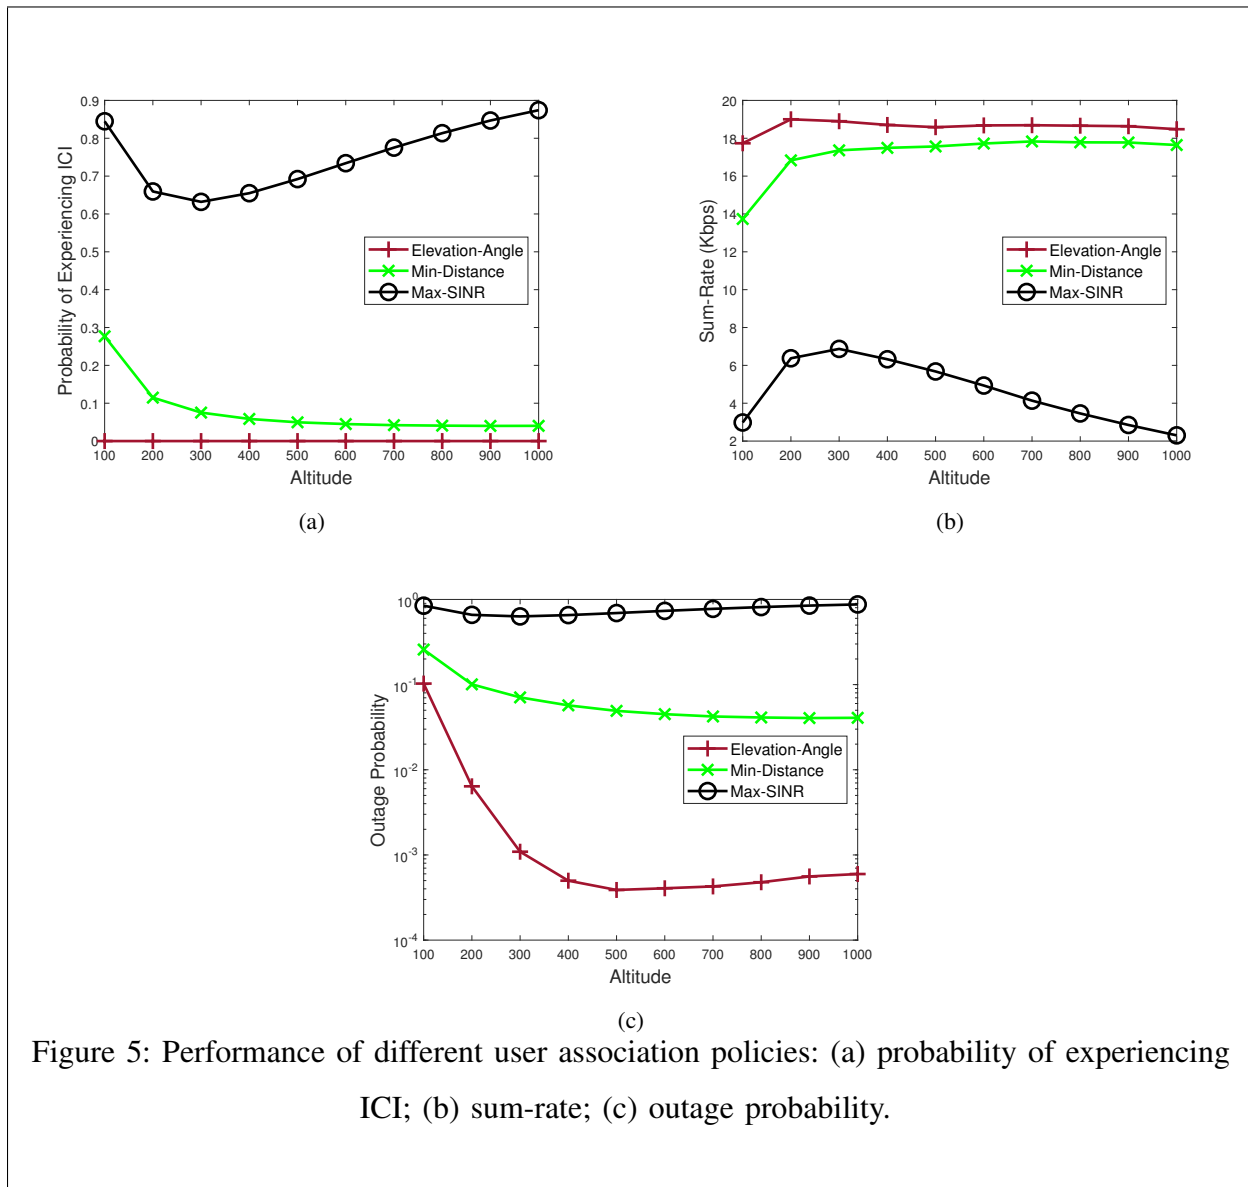 0.9
0.8
0.7
0.6
0.5
0.4
0.3
0.2
0.1
0
100 200 300 400 500 600 700 800 900 1000
Altitude
Probability of Experiencing ICI
Elevation-Angle
Min-Distance
Max-SINR
(a)
20
18
16
14
12
10
8
6
4
2
100 200 300 400 500 600 700 800 900 1000
Altitude
Sum-Rate (Kbps)
Elevation-Angle
Min-Distance
Max-SINR
(b)
10^0
10^-1
10^-2
10^-3
10^-4
100 200 300 400 500 600 700 800 900 1000
Altitude
Outage Probability
Elevation-Angle
Min-Distance
Max-SINR
(c)
Figure 5: Performance of different user association policies: (a) probability of experiencing
ICI; (b) sum-rate; (c) outage probability.